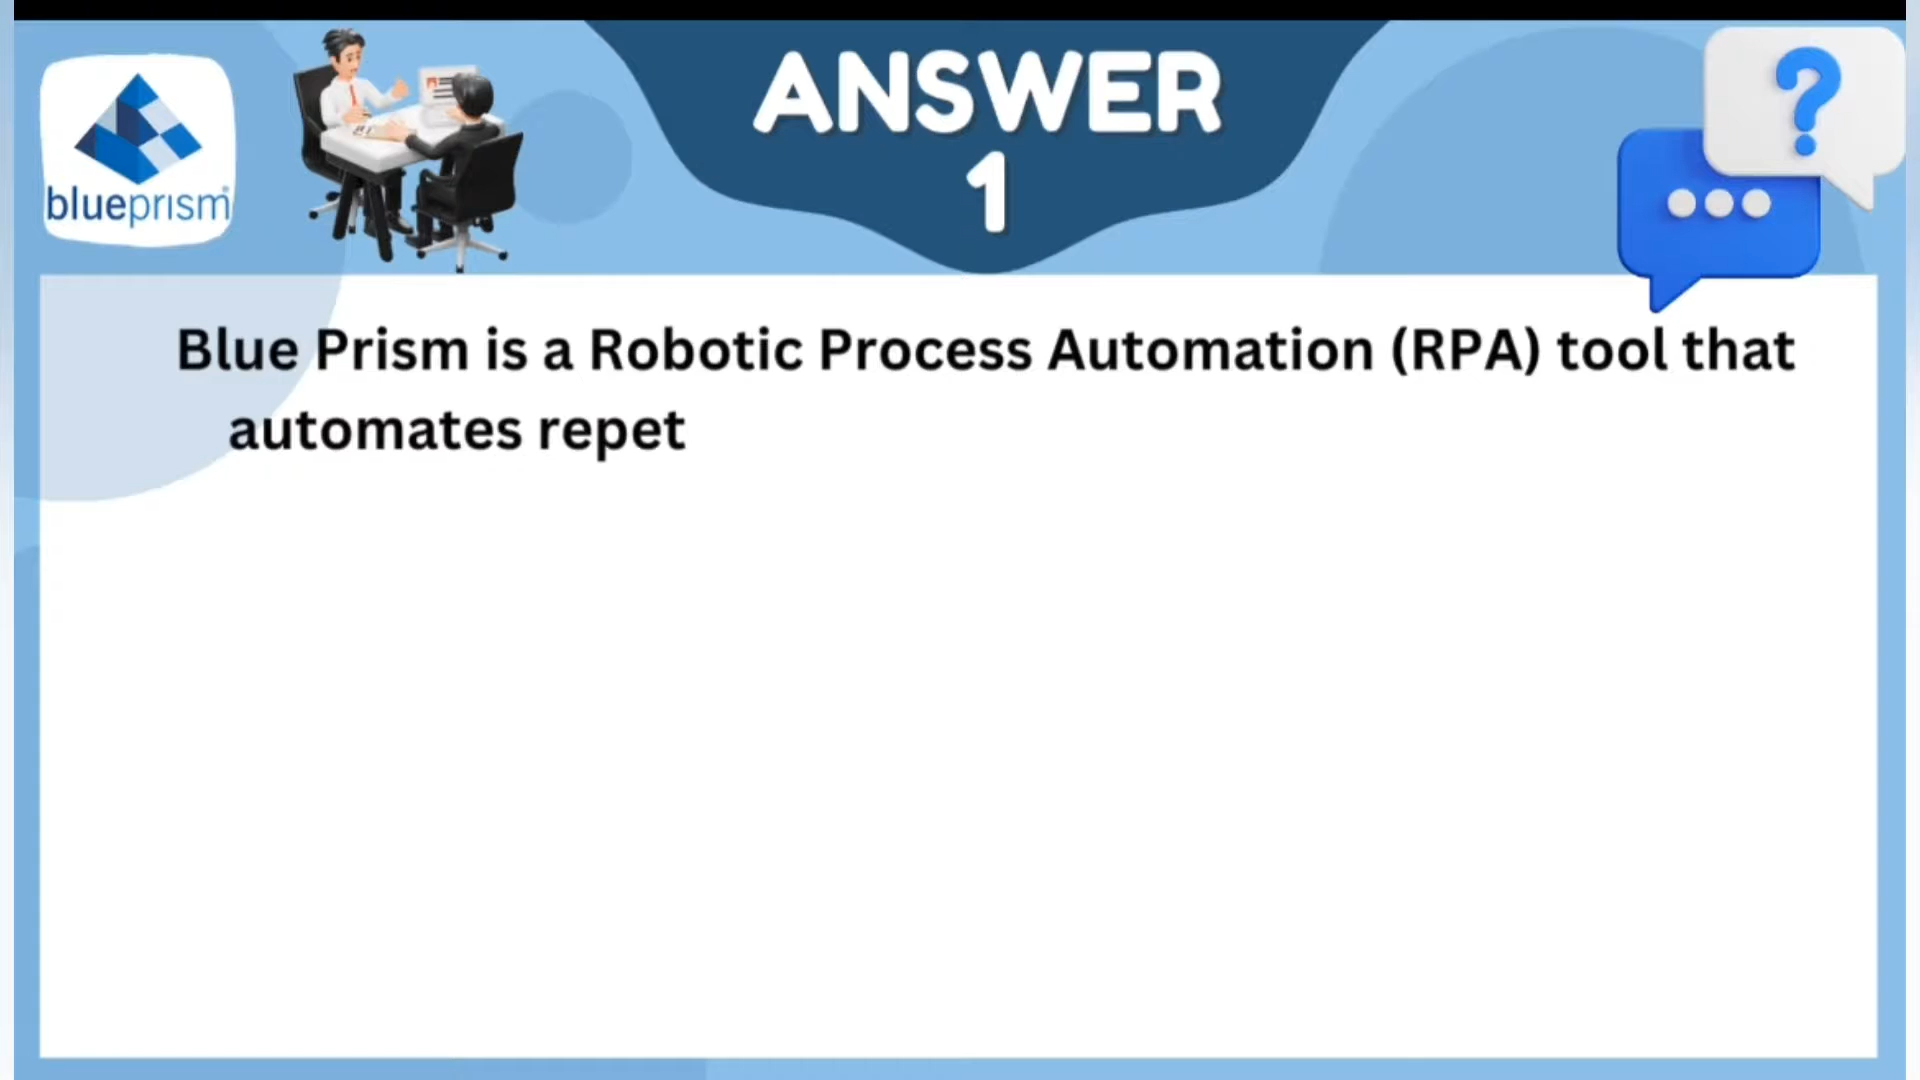 ANSWER
1
blueprism
Blue Prism is a Robotic Process Automation (RPA) tool that
automates repet